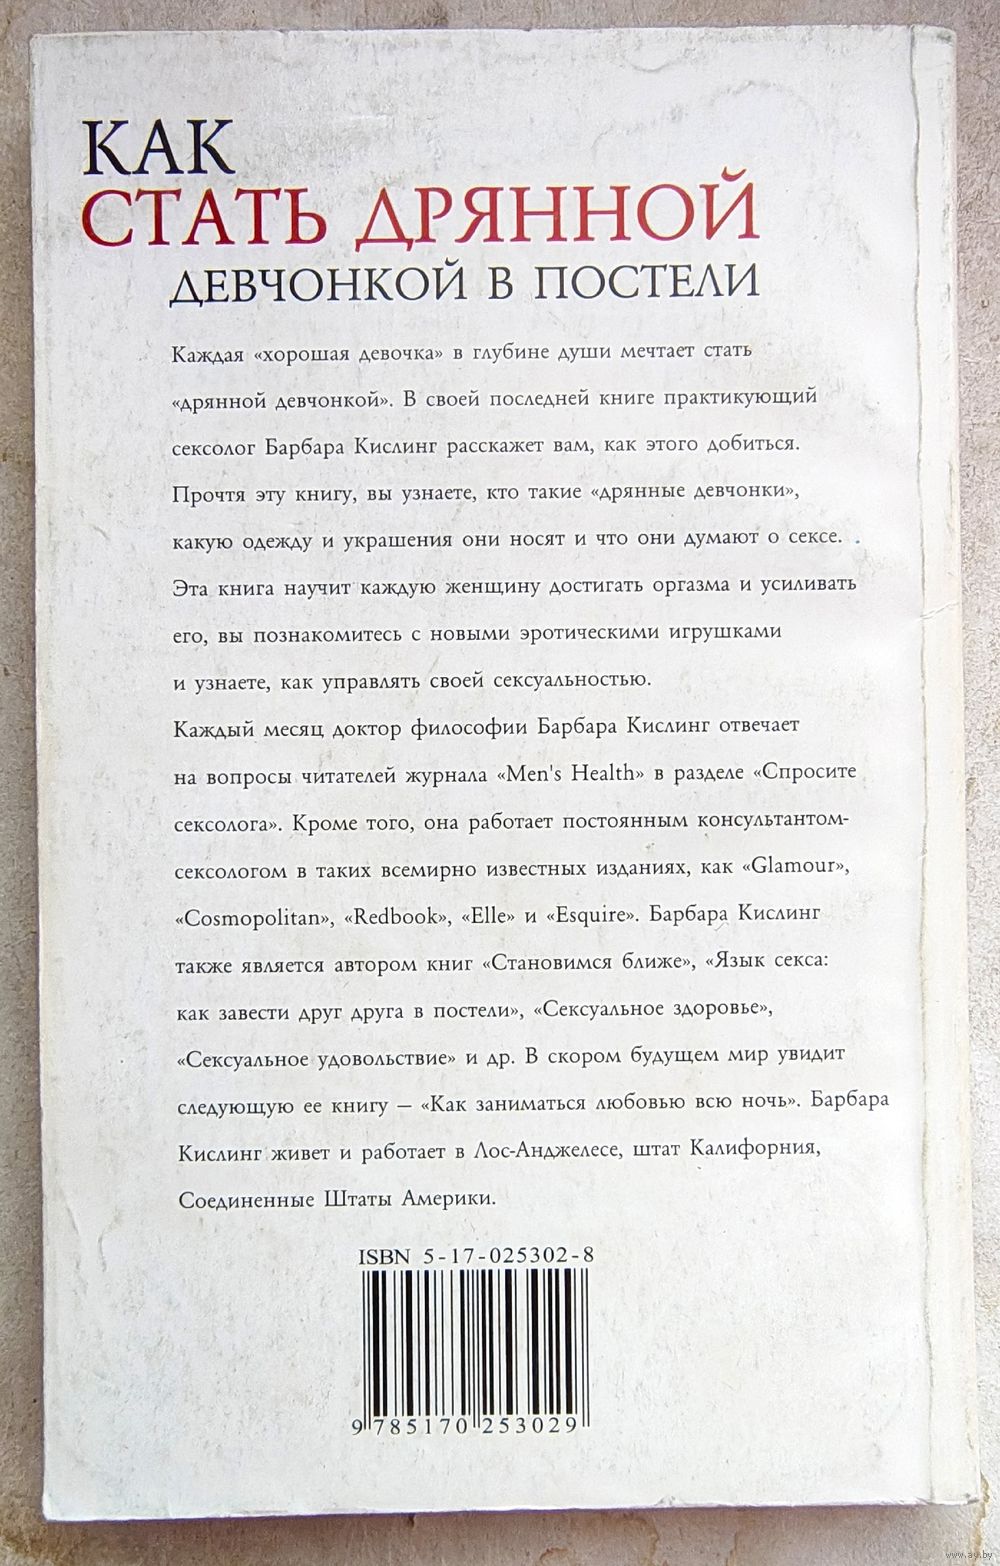 КАК
СТАТЬ ДРЯННОЙ
ДЕВЧОНКОЙ В ПОСТЕЛИ
Каждая «хорошая девочка» в глубине души мечтает стать
«дрянной девчонкой». В своей последней книге практикующий
сексолог Барбара Кислинг расскажет вам, как этого добиться.
Прочтя эту книгу, вы узнаете, кто такие «дрянные девчонки»,
какую одежду и украшения они носят и что они думают о сексе.
Эта книга научит каждую женщину достигать оргазма и усиливать
его, вы познакомитесь с новыми эротическими игрушками
и узнаете, как управлять своей сексуальностью.
Каждый месяц доктор философии Барбара Кислинг отвечает
на вопросы читателей журнала «Men's Health» в разделе «Спросите
сексолога». Кроме того, она работает постоянным консультантом-
сексологом в таких всемирно известных изданиях, как «Glamour»,
«Cosmopolitan», «Redbook», «Elle» и «Esquire». Барбара Кислинг
также является автором книг «Становимся ближе», «Язык секса:
как завести друг друга в постели», «Сексуальное здоровье»,
«Сексуальное удовольствие» и др. В скором будущем мир увидит
следующую ее книгу – «Как заниматься любовью всю ночь». Барбара
Кислинг живет и работает в Лос-Анджелесе, штат Калифорния,
Соединенные Штаты Америки.
ISBN 5-17-025302-8
9 785170 253029
www.ay.by